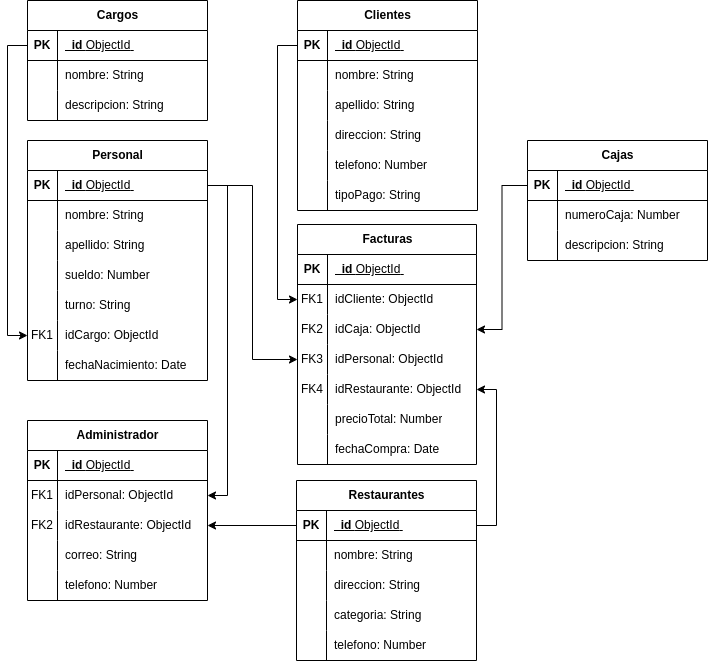 Cargos
PK _id ObjectId
nombre: String
descripcion: String
Personal
PK _id ObjectId
nombre: String
apellido: String
sueldo: Number
turno: String
FK1 idCargo: ObjectId
fechaNacimiento: Date
Administrador
PK _id ObjectId
FK1 idPersonal: ObjectId
FK2 idRestaurante: ObjectId
correo: String
telefono: Number
Clientes
PK _id ObjectId
nombre: String
apellido: String
direccion: String
telefono: Number
tipoPago: String
Facturas
PK _id ObjectId
FK1 idCliente: ObjectId
FK2 idCaja: ObjectId
FK3 idPersonal: ObjectId
FK4 idRestaurante: ObjectId
precioTotal: Number
fechaCompra: Date
Restaurantes
PK _id ObjectId
nombre: String
direccion: String
categoria: String
telefono: Number
Cajas
PK _id ObjectId
numeroCaja: Number
descripcion: String